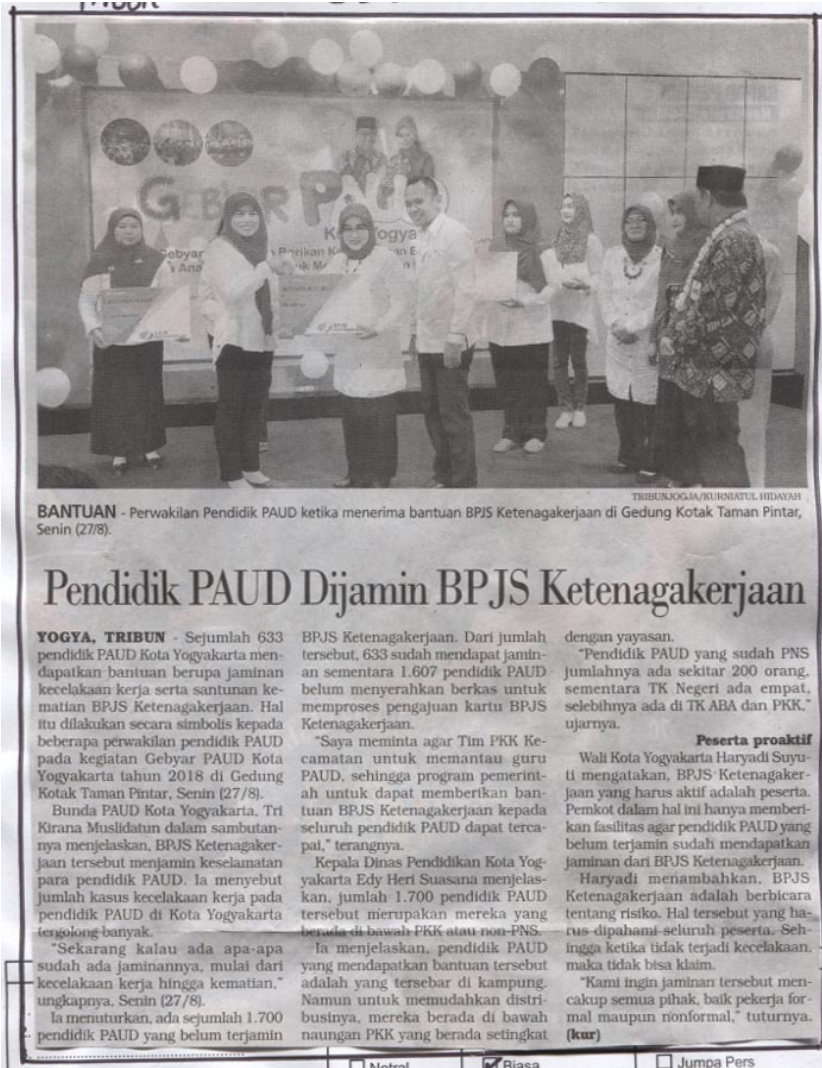 GEBYAR PAUD
TRIBUNJOGJA/KURNIATUL HIDAYAH
BANTUAN - Perwakilan Pendidik PAUD ketika menerima bantuan BPJS Ketenagakerjaan di Gedung Kotak Taman Pintar,
Senin (27/8).
Pendidik PAUD Dijamin BPJS Ketenagakerjaan
YOGYA, TRIBUN - Sejumlah 633
pendidik PAUD Kota Yogyakarta men-
dapatkan bantuan berupa jaminan
kecelakaan kerja serta santunan ke-
matian BPJS Ketenagakerjaan. Hal
itu dilakukan secara simbolis kepada
beberapa perwakilan pendidik PAUD
pada kegiatan Gebyar PAUD Kota
Yogyakarta tahun 2018 di Gedung
Kotak Taman Pintar, Senin (27/8).
Bunda PAUD Kota Yogyakarta, Tri
Kirana Muslidatun dalam sambutan-
nya menjelaskan, BPJS Ketenagaker-
jaan tersebut menjamin keselamatan
para pendidik PAUD. Ia menyebut
jumlah kasus kecelakaan kerja pada
pendidik PAUD di Kota Yogyakarta
tergolong banyak.
"Sekarang kalau ada apa-apa
sudah ada jaminannya, mulai dari
kecelakaan kerja hingga kematian,"
ungkapnya, Senin (27/8).
Ia menuturkan, ada sejumlah 1.700
pendidik PAUD yang belum terjamin
BPJS Ketenagakerjaan. Dari jumlah
tersebut, 633 sudah mendapat jamin-
an sementara 1.607 pendidik PAUD
belum menyerahkan berkas untuk
memproses pengajuan kartu BPJS
Ketenagakerjaan.
"Saya meminta agar Tim PKK Ke-
camatan untuk memantau guru
PAUD, sehingga program pemerint-
ah untuk dapat memberikan ban-
tuan BPJS Ketenagakerjaan kepada
seluruh pendidik PAUD dapat terca-
pai," terangnya.
Kepala Dinas Pendidikan Kota Yog-
yakarta Edy Heri Suasana menjelas-
kan, jumlah 1.700 pendidik PAUD
tersebut merupakan mereka yang
berada di bawah PKK atau non-PNS.
Ia menjelaskan, pendidik PAUD
yang mendapatkan bantuan tersebut
adalah yang tersebar di kampung.
Namun untuk memudahkan distri-
businya, mereka berada di bawah
naungan PKK yang berada setingkat
dengan yayasan.
"Pendidik PAUD yang sudah PNS
jumlahnya ada sekitar 200 orang,
sementara TK Negeri ada empat,
selebihnya ada di TK ABA dan PKK,"
ujarnya.
Peserta proaktif
Wali Kota Yogyakarta Haryadi Suyu-
ti mengatakan, BPJS Ketenagaker-
jaan yang harus aktif adalah peserta.
Pemkot dalam hal ini hanya memberi-
kan fasilitas agar pendidik PAUD yang
belum terjamin sudah mendapatkan
jaminan dari BPJS Ketenagakerjaan.
Haryadi menambahkan, BPJS
Ketenagakerjaan adalah berbicara
tentang risiko. Hal tersebut yang ha-
rus dipahami seluruh peserta. Seh-
ingga ketika tidak terjadi kecelakaan,
maka tidak bisa klaim.
"Kami ingin jaminan tersebut men-
cakup semua pihak, baik pekerja for-
mal maupun nonformal," tuturnya.
(kur)
Netral
Biasa
Jumpa Pers